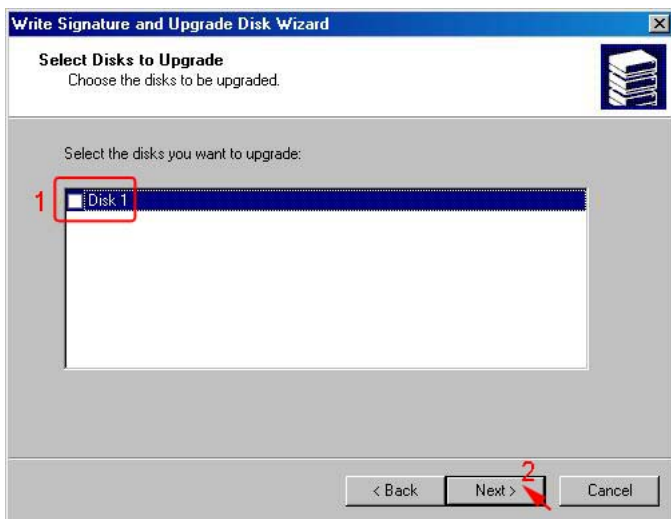 Write Signature and Upgrade Disk Wizard
Select Disks to Upgrade
Choose the disks to be upgraded.
Select the disks you want to upgrade:
1
Disk 1
2
< Back
Next >
Cancel